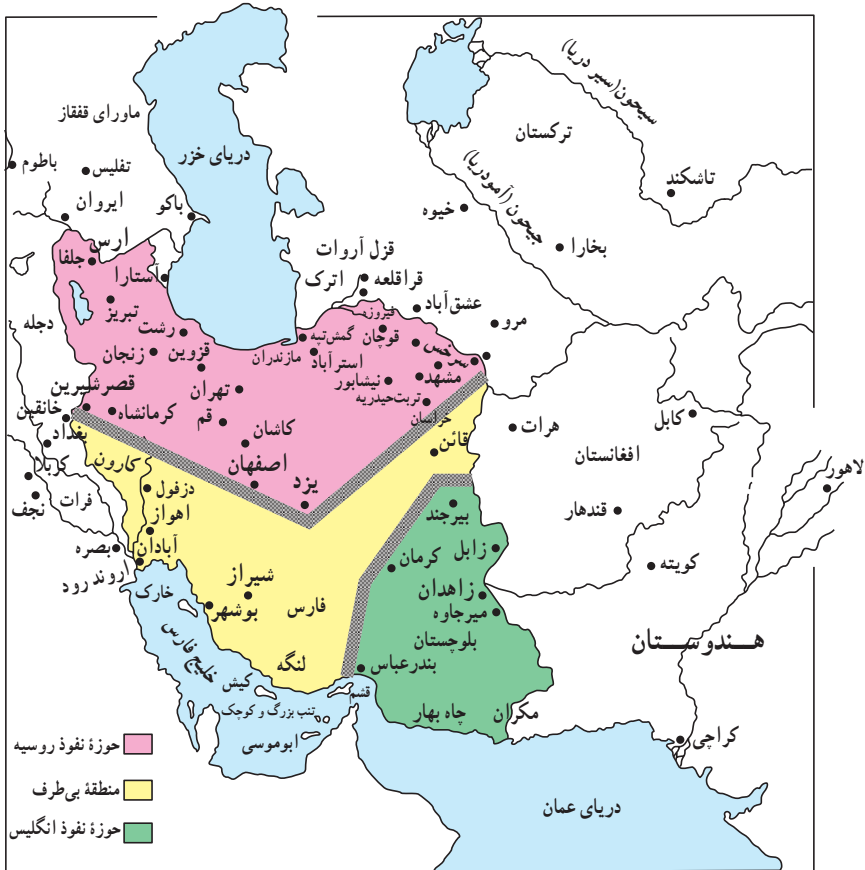 ماورای قفقاز
باطوم
تفلیس
ایروان
باکو
دریای خزر
سیحون (سیر دریا)
ترکستان
تاشکند
جیحون (آمودریا)
خیوه
بخارا
ارس
جلفا
آستارا
تبریز
دجله
رشت
زنجان
قزوین
قزل آروات
اترک
قراقلعه
عشق‌آباد
فیروزه
مرو
گمش‌تپه
قوچان
سرخس
مازندران
استرآباد
مشهد
نیشابور
تربت‌حیدریه
خراسان
تهران
قصرشیرین
کرمانشاه
قم
کاشان
خانقین
بغداد
کارون
اصفهان
یزد
قائن
هرات
کابل
افغانستان
لاهور
کربلا
فرات
نجف
دزفول
اهواز
بیرجند
قندهار
بصره
آبادان
اروند رود
کرمان
زابل
کویته
خارک
شیراز
بوشهر
فارس
زاهدان
میرجاوه
بلوچستان
هــنـدوســـتان
خلیج فارس
لنگه
بندرعباس
کیش
قشم
تنب بزرگ و کوچک
ابوموسی
چاه بهار
مکران
کراچی
دریای عمان
حوزهٔ نفوذ روسیه
منطقهٔ بی‌طرف
حوزهٔ نفوذ انگلیس